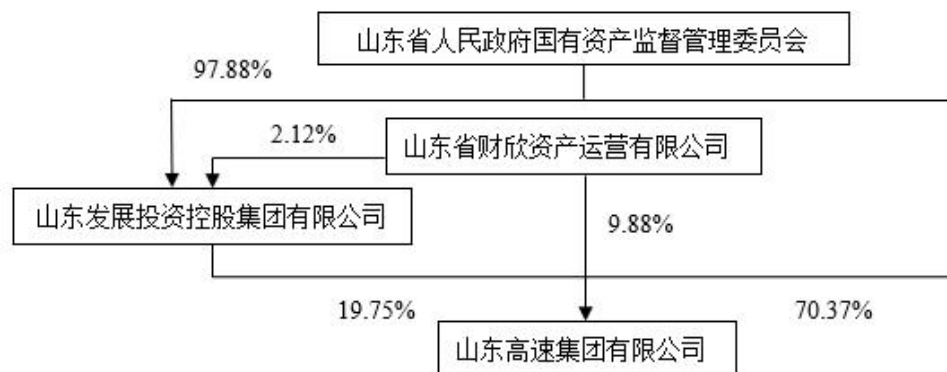 山东省人民政府国有资产监督管理委员会
97.88%
2.12%
山东省财欣资产运营有限公司
山东发展投资控股集团有限公司
9.88%
19.75%
70.37%
山东高速集团有限公司